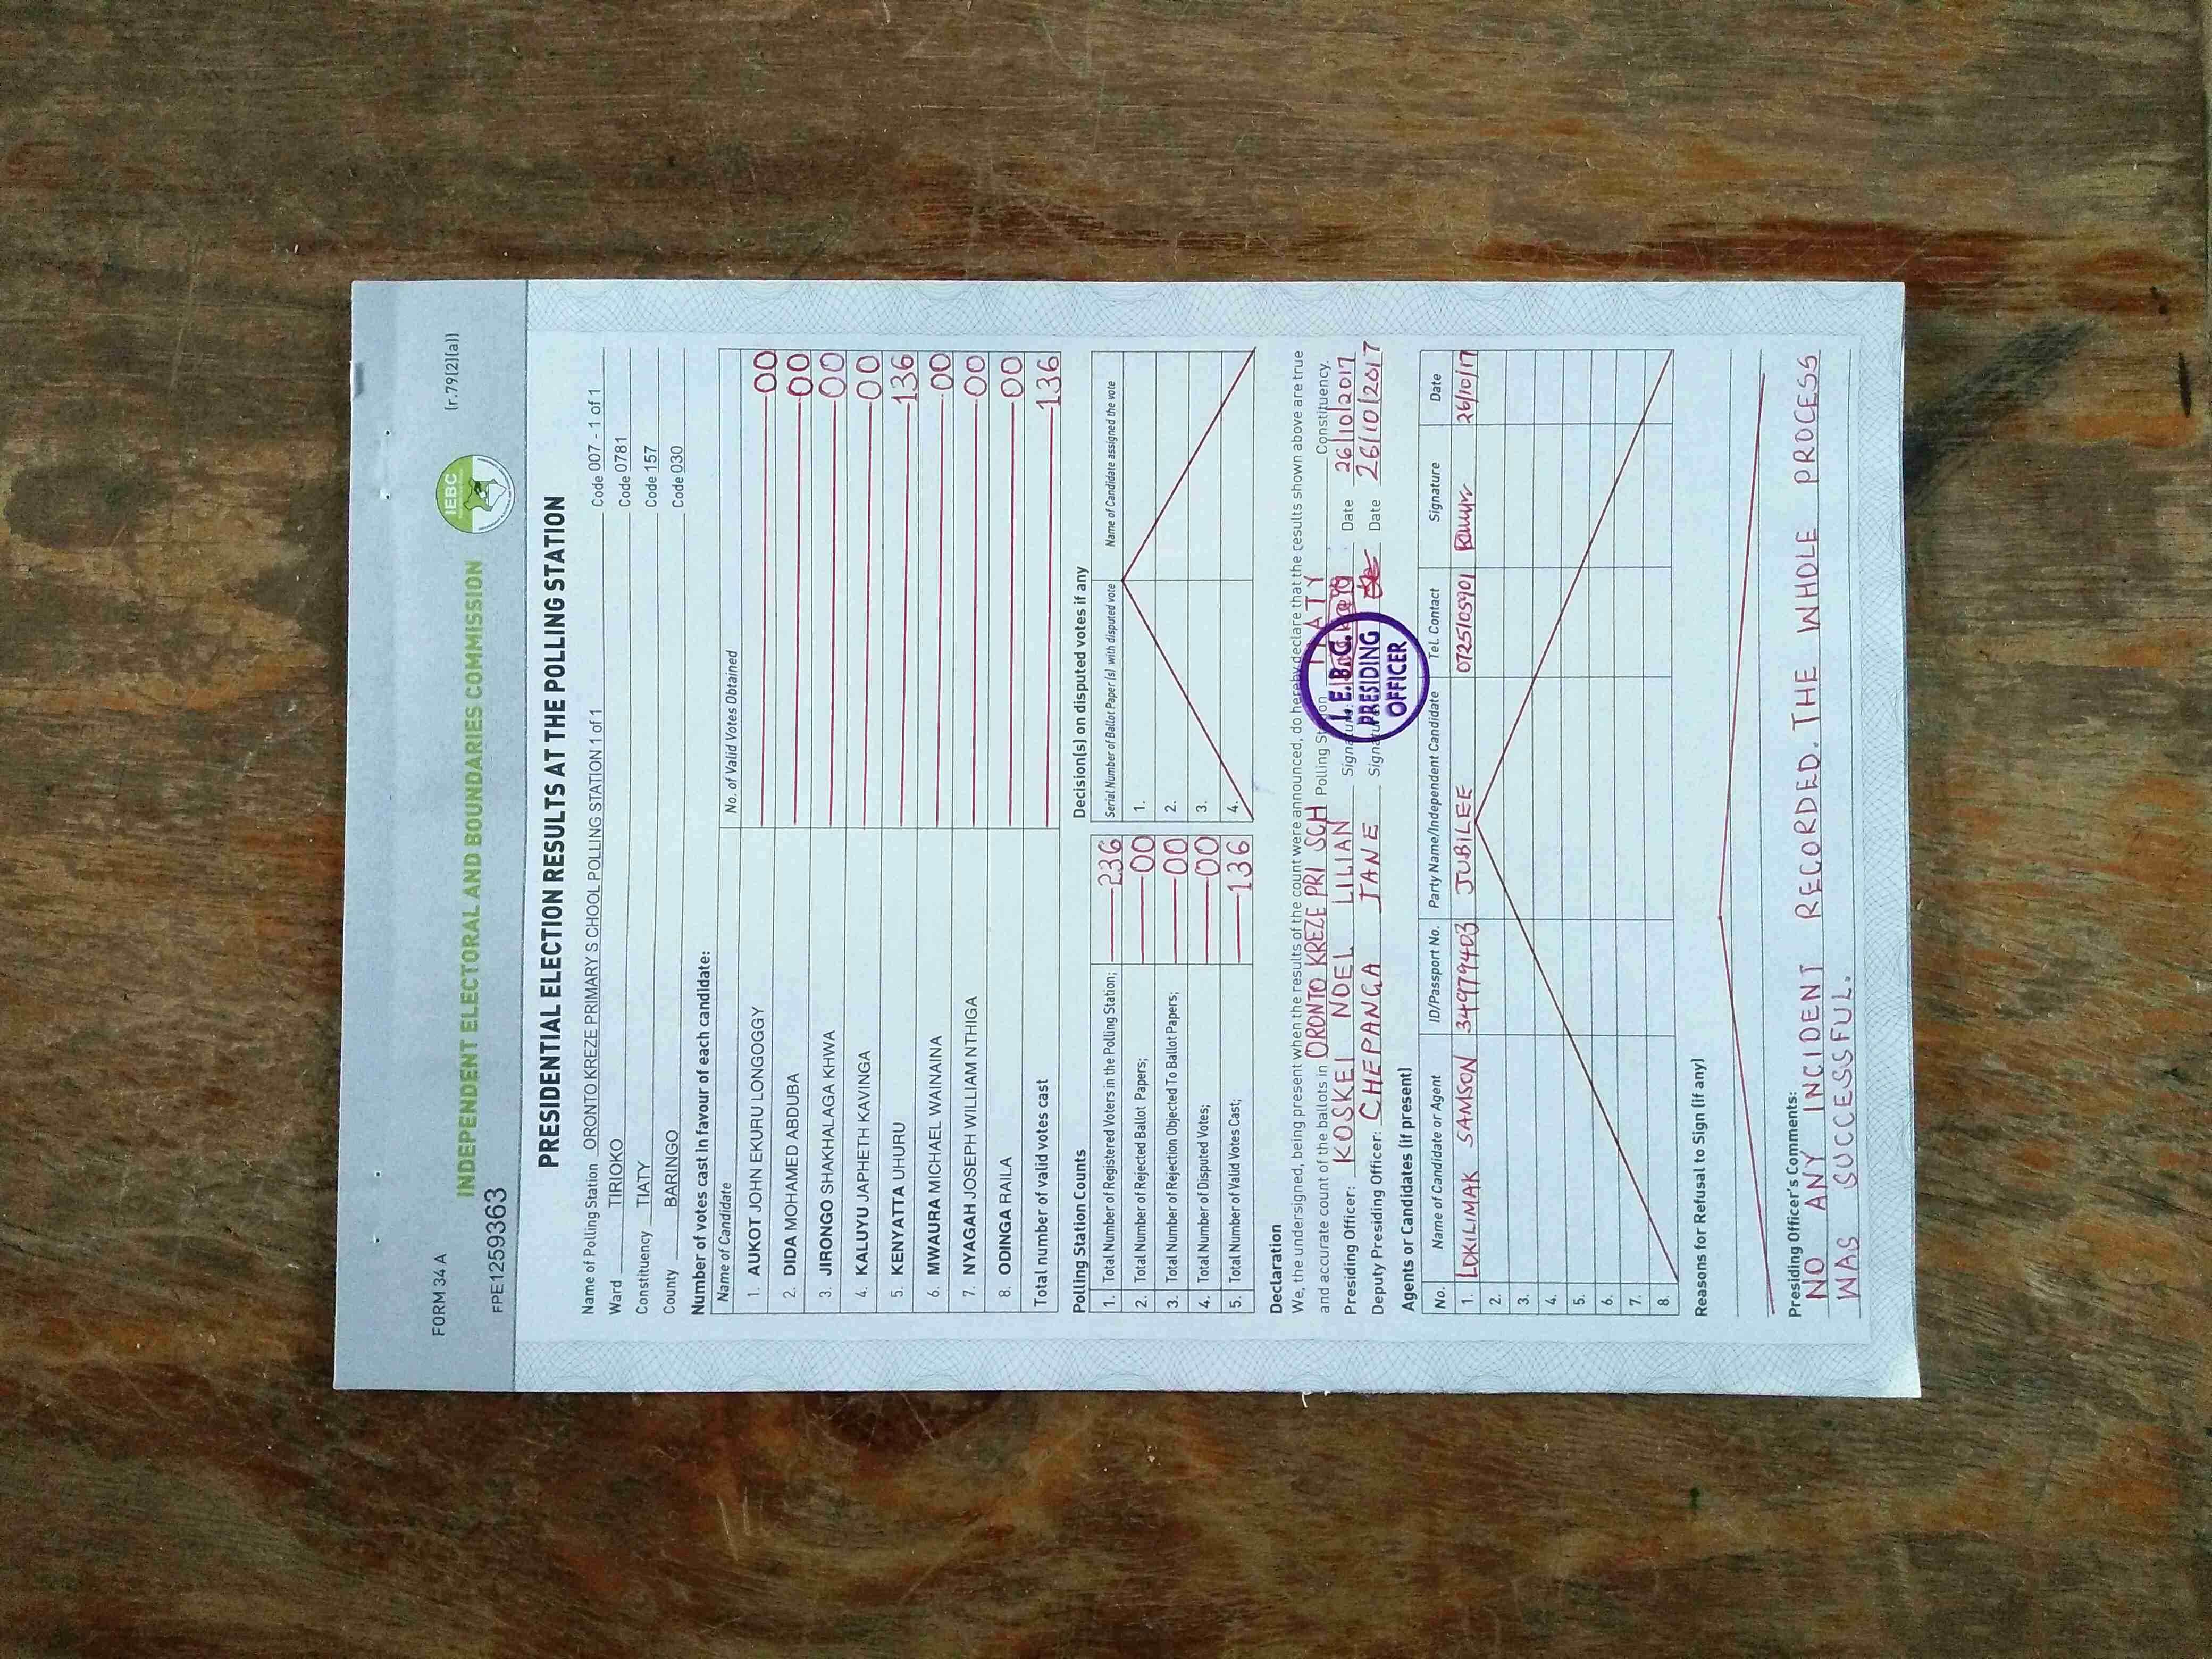 FORM 34 A
(r.79(2)(a))
INDEPENDENT ELECTORAL AND BOUNDARIES COMMISSION
IEBC
FPE1259363
PRESIDENTIAL ELECTION RESULTS AT THE POLLING STATION
Name of Polling Station ORONTO KREZE PRIMARY S CHOOL POLLING STATION 1 of 1 Code 007 - 1 of 1
Ward TIRIOKO Code 0781
Constituency TIATY Code 157
County BARINGO Code 030
Number of votes cast in favour of each candidate:
Name of Candidate No. of Valid Votes Obtained
1. AUKOT JOHN EKURU LONGOGGY 00
2. DIDA MOHAMED ABDUBA 00
3. JIRONGO SHAKHALAGA KHWA 00
4. KALUYU JAPHETH KAVINGA 00
5. KENYATTA UHURU 136
6. MWAURA MICHAEL WAINAINA 00
7. NYAGAH JOSEPH WILLIAM NTHIGA 00
8. ODINGA RAILA 00
Total number of valid votes cast 136
Polling Station Counts
1. Total Number of Registered Voters in the Polling Station; 236
2. Total Number of Rejected Ballot Papers; 00
3. Total Number of Rejection Objected To Ballot Papers; 00
4. Total Number of Disputed Votes; 00
5. Total Number of Valid Votes Cast; 136
Decision(s) on disputed votes if any
Serial Number of Ballot Paper(s) with disputed vote Name of Candidate assigned the vote
1.
2.
3.
4.
Declaration
We, the undersigned, being present when the results of the count were announced, do hereby declare that the results shown above are true
and accurate count of the ballots in ORONTO KREZE PRI SCH Polling Station TIATY Constituency.
Presiding Officer: KOSKEI NOEL LILIAN Signature: Date 26/10/2017
Deputy Presiding Officer: CHEPANGA JANE Signature Date 26/10/2017
I.E.B.C.
PRESIDING
OFFICER
Agents or Candidates (if present)
No. Name of Candidate or Agent ID/Passport No. Party Name/Independent Candidate Tel. Contact Signature Date
1. LOKILIMAK SAMSON 34979403 JUBILEE 0725105901 26/10/17
2.
3.
4.
5.
6.
7.
8.
Reasons for Refusal to Sign (if any)
Presiding Officer's Comments:
NO ANY INCIDENT RECORDED. THE WHOLE PROCESS
WAS SUCCESSFUL.